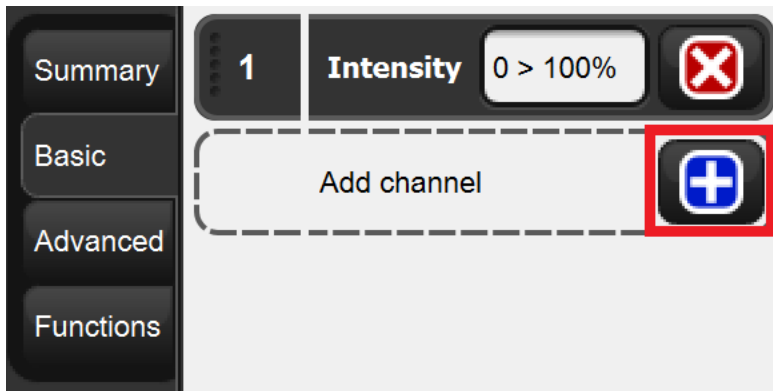 Summary
Basic
Advanced
Functions
1 Intensity 0 > 100%
Add channel